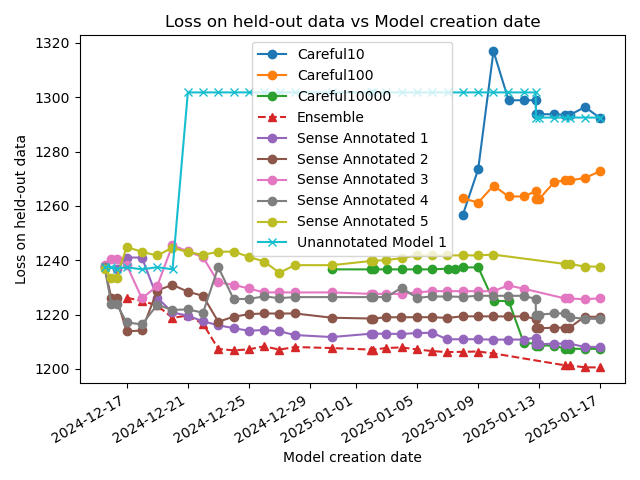 Loss on held-out data vs Model creation date
Loss on held-out data
1320
1300
1280
1260
1240
1220
1200
Careful10
Careful100
Careful10000
Ensemble
Sense Annotated 1
Sense Annotated 2
Sense Annotated 3
Sense Annotated 4
Sense Annotated 5
Unannotated Model 1
2024-12-17
2024-12-21
2024-12-25
2024-12-29
2025-01-01
2025-01-05
2025-01-09
2025-01-13
2025-01-17
Model creation date